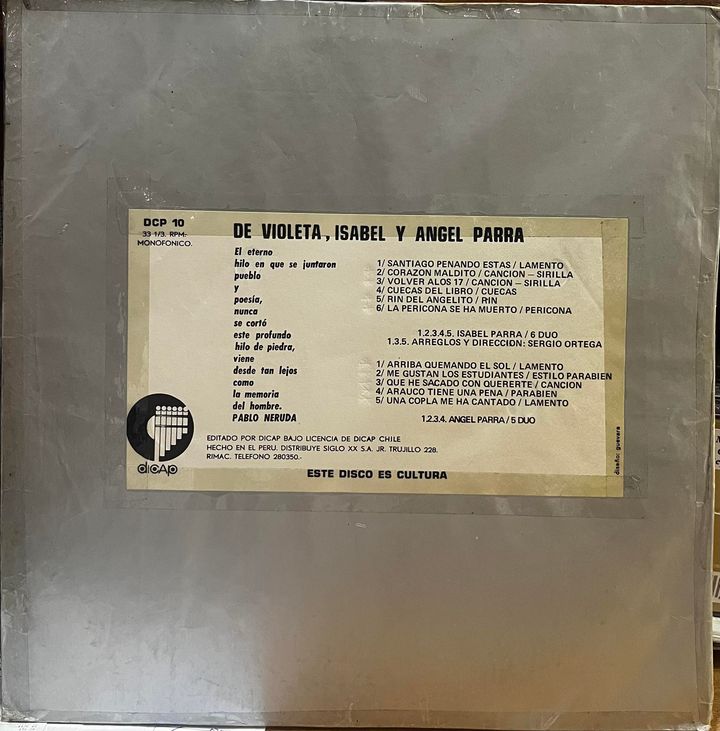 DCP 10
33 1/3. RPM:
MONOFONICO.
DE VIOLETA, ISABEL Y ANGEL PARRA
El eterno
hilo en que se juntaron
pueblo
y
poesía,
nunca
se cortó
este profundo
hilo de piedra,
viene
desde tan lejos
como
la memoria
del hombre.
PABLO NERUDA
1/ SANTIAGO PENANDO ESTAS / LAMENTO
2/ CORAZON MALDITO / CANCION – SIRILLA
3/ VOLVER ALOS 17 / CANCION – SIRILLA
4/ CUECAS DEL LIBRO / CUECAS
5/ RIN DEL ANGELITO / RIN
6/ LA PERICONA SE HA MUERTO / PERICONA
1.2.3.4.5. ISABEL PARRA / 6 DUO
1.3.5. ARREGLOS Y DIRECCION: SERGIO ORTEGA
1/ ARRIBA QUEMANDO EL SOL / LAMENTO
2/ ME GUSTAN LOS ESTUDIANTES / ESTILO PARABIEN
3/ QUE HE SACADO CON QUERERTE / CANCION
4/ ARAUCO TIENE UNA PENA / PARABIEN
5/ UNA COPLA ME HA CANTADO / LAMENTO
1.2.3.4. ANGEL PARRA / 5 DUO
dicap
EDITADO POR DICAP BAJO LICENCIA DE DICAP CHILE
HECHO EN EL PERU. DISTRIBUYE SIGLO XX S.A. JR. TRUJILLO 228.
RIMAC. TELEFONO 280350.-
ESTE DISCO ES CULTURA
diseño: guevara